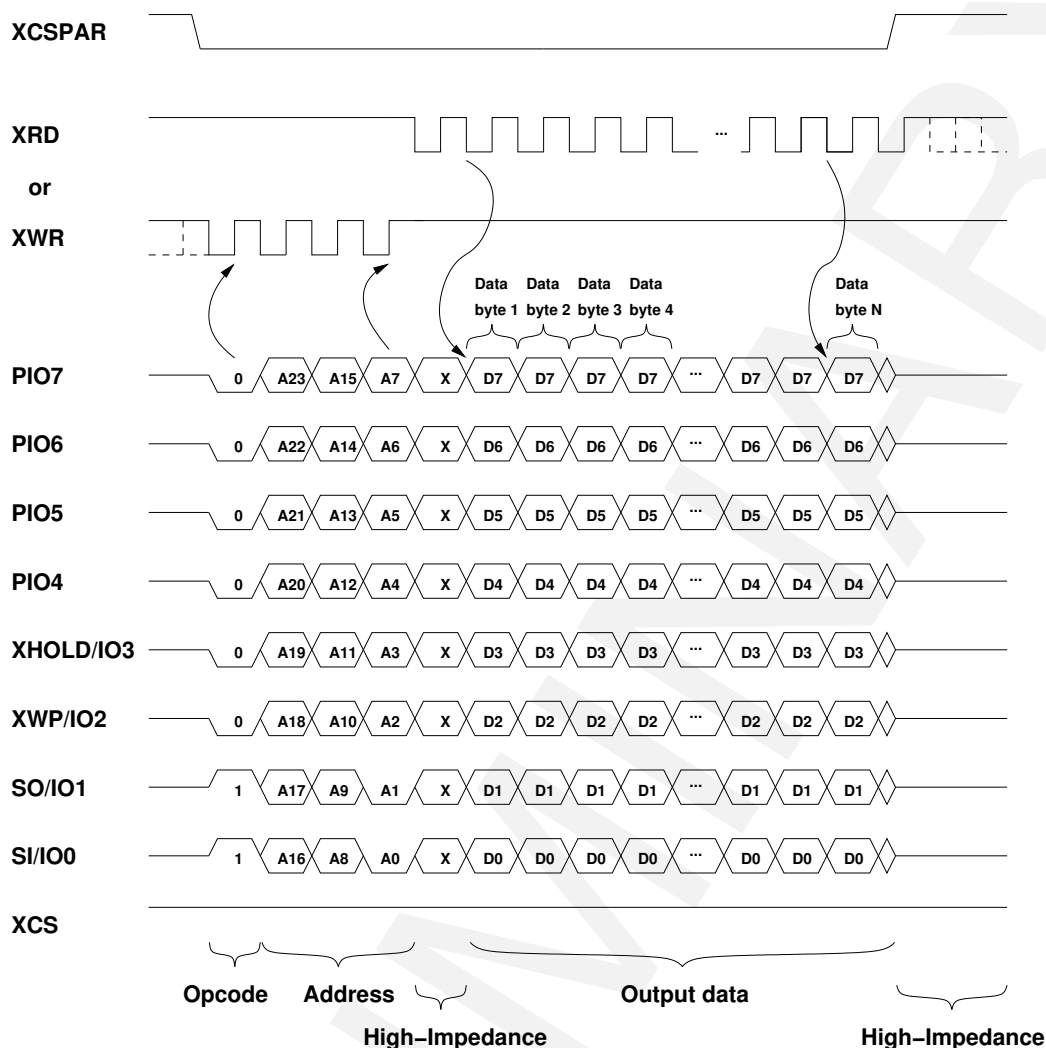 XCSPAR
XRD
...
or
XWR
Data Data Data Data Data
byte 1 byte 2 byte 3 byte 4 byte N
PIO7 0 A23 A15 A7 X D7 D7 D7 D7 ... D7 D7 D7
PIO6 0 A22 A14 A6 X D6 D6 D6 D6 ... D6 D6 D6
PIO5 0 A21 A13 A5 X D5 D5 D5 D5 ... D5 D5 D5
PIO4 0 A20 A12 A4 X D4 D4 D4 D4 ... D4 D4 D4
XHOLD/IO3 0 A19 A11 A3 X D3 D3 D3 D3 ... D3 D3 D3
XWP/IO2 0 A18 A10 A2 X D2 D2 D2 D2 ... D2 D2 D2
SO/IO1 1 A17 A9 A1 X D1 D1 D1 D1 ... D1 D1 D1
SI/IO0 1 A16 A8 A0 X D0 D0 D0 D0 ... D0 D0 D0
XCS
Opcode Address Output data
High−Impedance High−Impedance